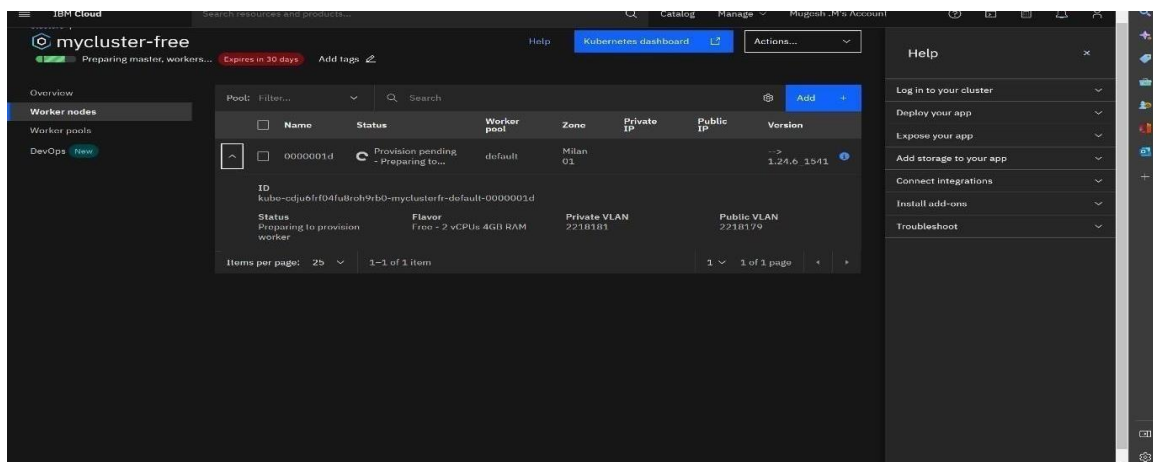 IBM Cloud
Search resources and products...
Catalog
Manage
Mugesh .M's Account
mycluster-free
Help
Kubernetes dashboard
Actions...
Preparing master, workers...
Expires in 30 days
Add tags
Help
Overview
Worker nodes
Worker pools
DevOps New
Pool: Filter...
Search
Add +
Name
Status
Worker pool
Zone
Private IP
Public IP
Version
0000001d
Provision pending
- Preparing to...
default
Milan
01
-->
1.24.6_1541
ID
Status
Flavor
Private VLAN
Public VLAN
Preparing to provision
worker
Free - 2 vCPUs 4GB RAM
2218181
2218179
Items per page: 25
1–1 of 1 item
1
1 of 1 page
Log in to your cluster
Deploy your app
Expose your app
Add storage to your app
Connect integrations
Install add-ons
Troubleshoot